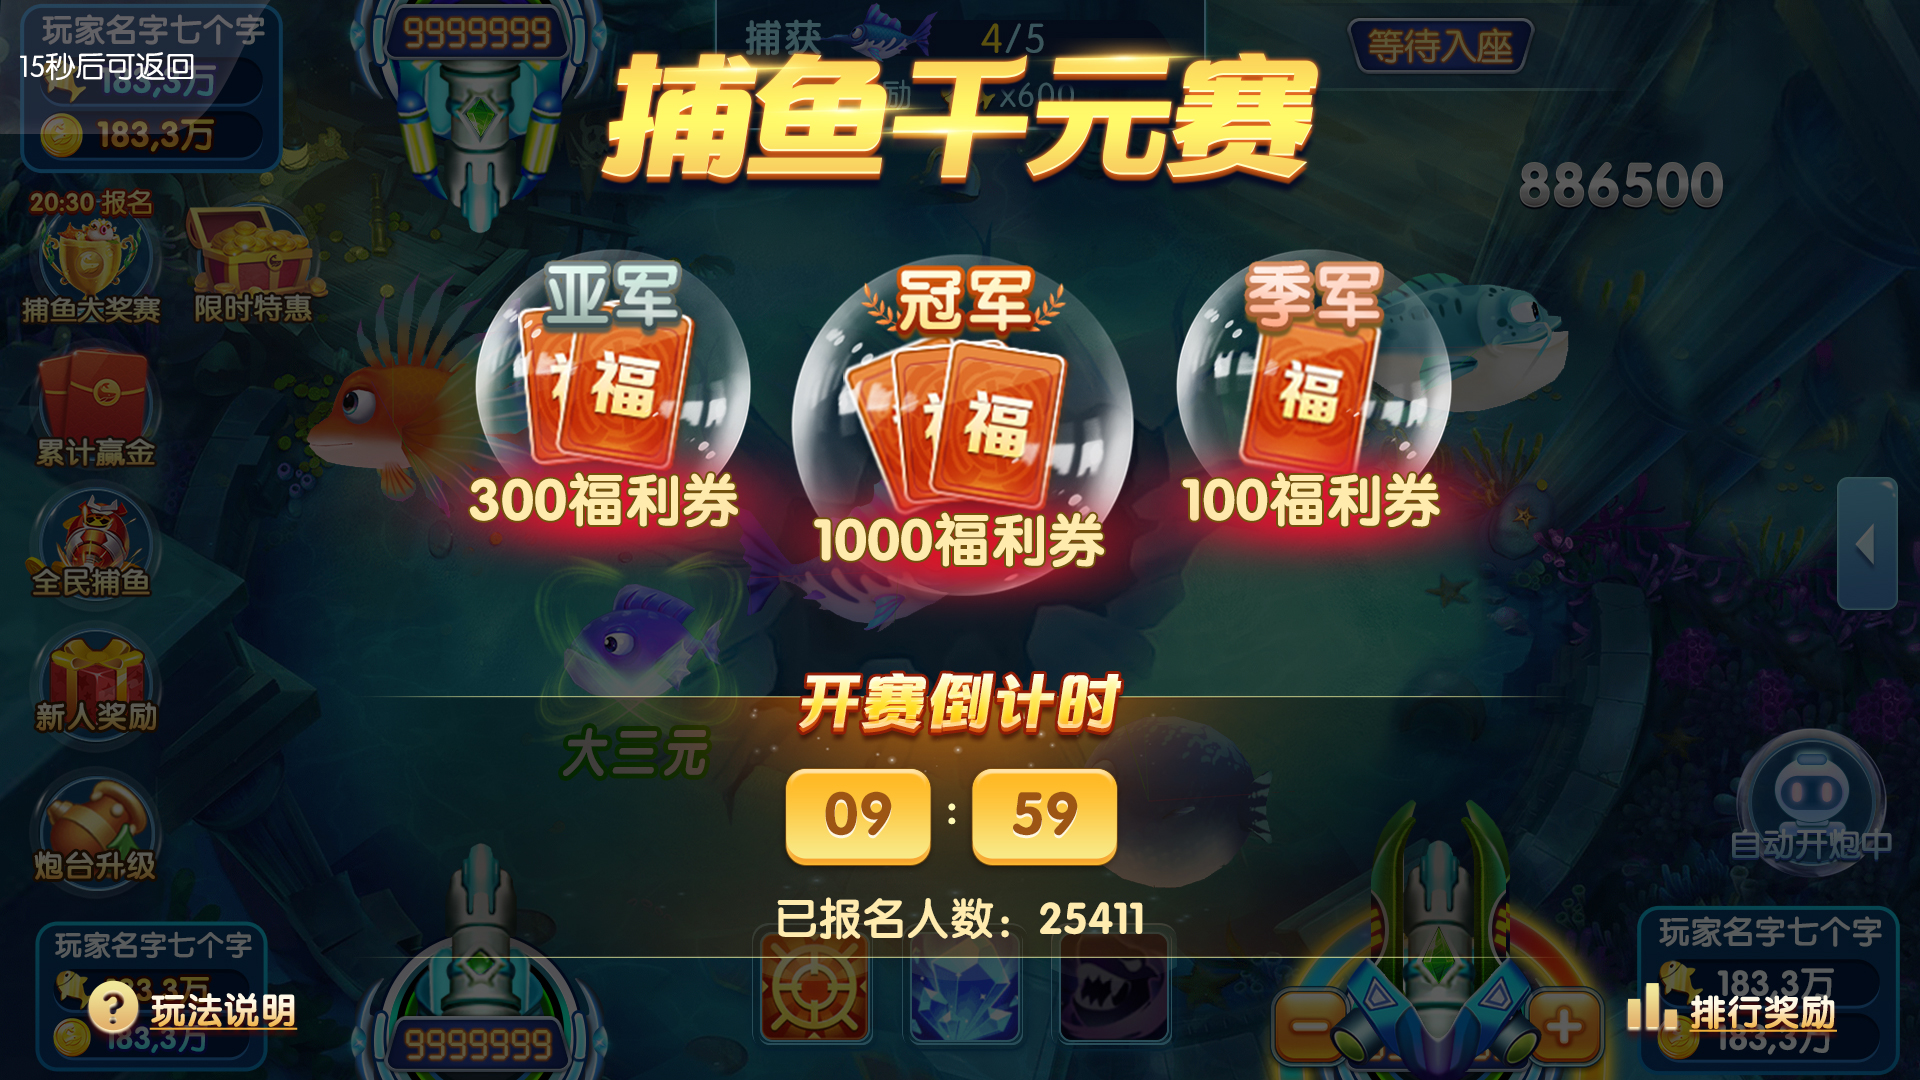 玩家名字七个字
15秒后可返回
183,3万
183,3万
9999999
捕获
4/5
励
x600
等待入座
捕鱼千元赛
886500
20:30 报名
捕鱼大奖赛
限时特惠
亚军
冠军
季军
福
福
福
300福利券
1000福利券
100福利券
累计赢金
全民捕鱼
新人奖励
大三元
开赛倒计时
09 : 59
炮台升级
自动开炮中
已报名人数：25411
玩家名字七个字
83.3万
? 玩法说明
183,3万
9999999
玩家名字七个字
183.3万
排行奖励
183,3万